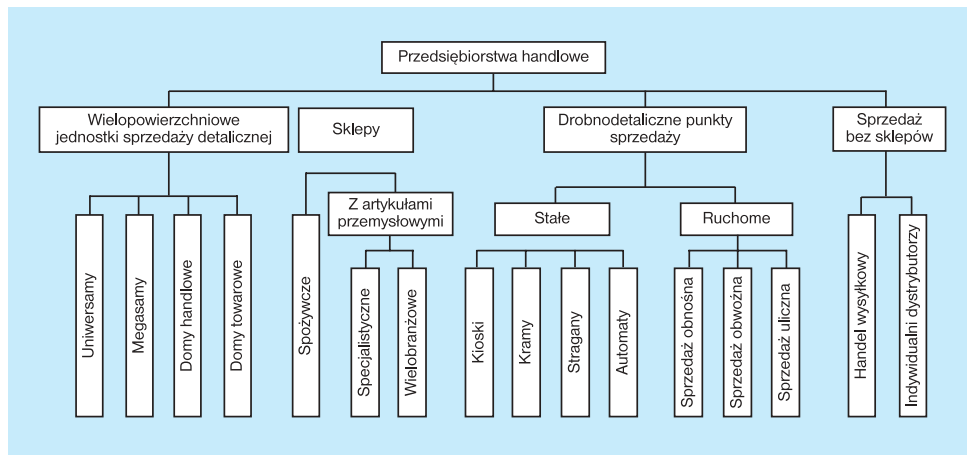 Przedsiębiorstwa handlowe
Wielopowierzchniowe
jednostki sprzedaży detalicznej
Sklepy
Drobnodetaliczne punkty
sprzedaży
Sprzedaż
bez sklepów
Z artykułami
przemysłowymi
Stałe
Ruchome
Uniwersamy
Megasamy
Domy handlowe
Domy towarowe
Spożywcze
Specjalistyczne
Wielobranżowe
Kioski
Kramy
Stragany
Automaty
Sprzedaż obnośna
Sprzedaż obwoźna
Sprzedaż uliczna
Handel wysyłkowy
Indywidualni dystrybutorzy